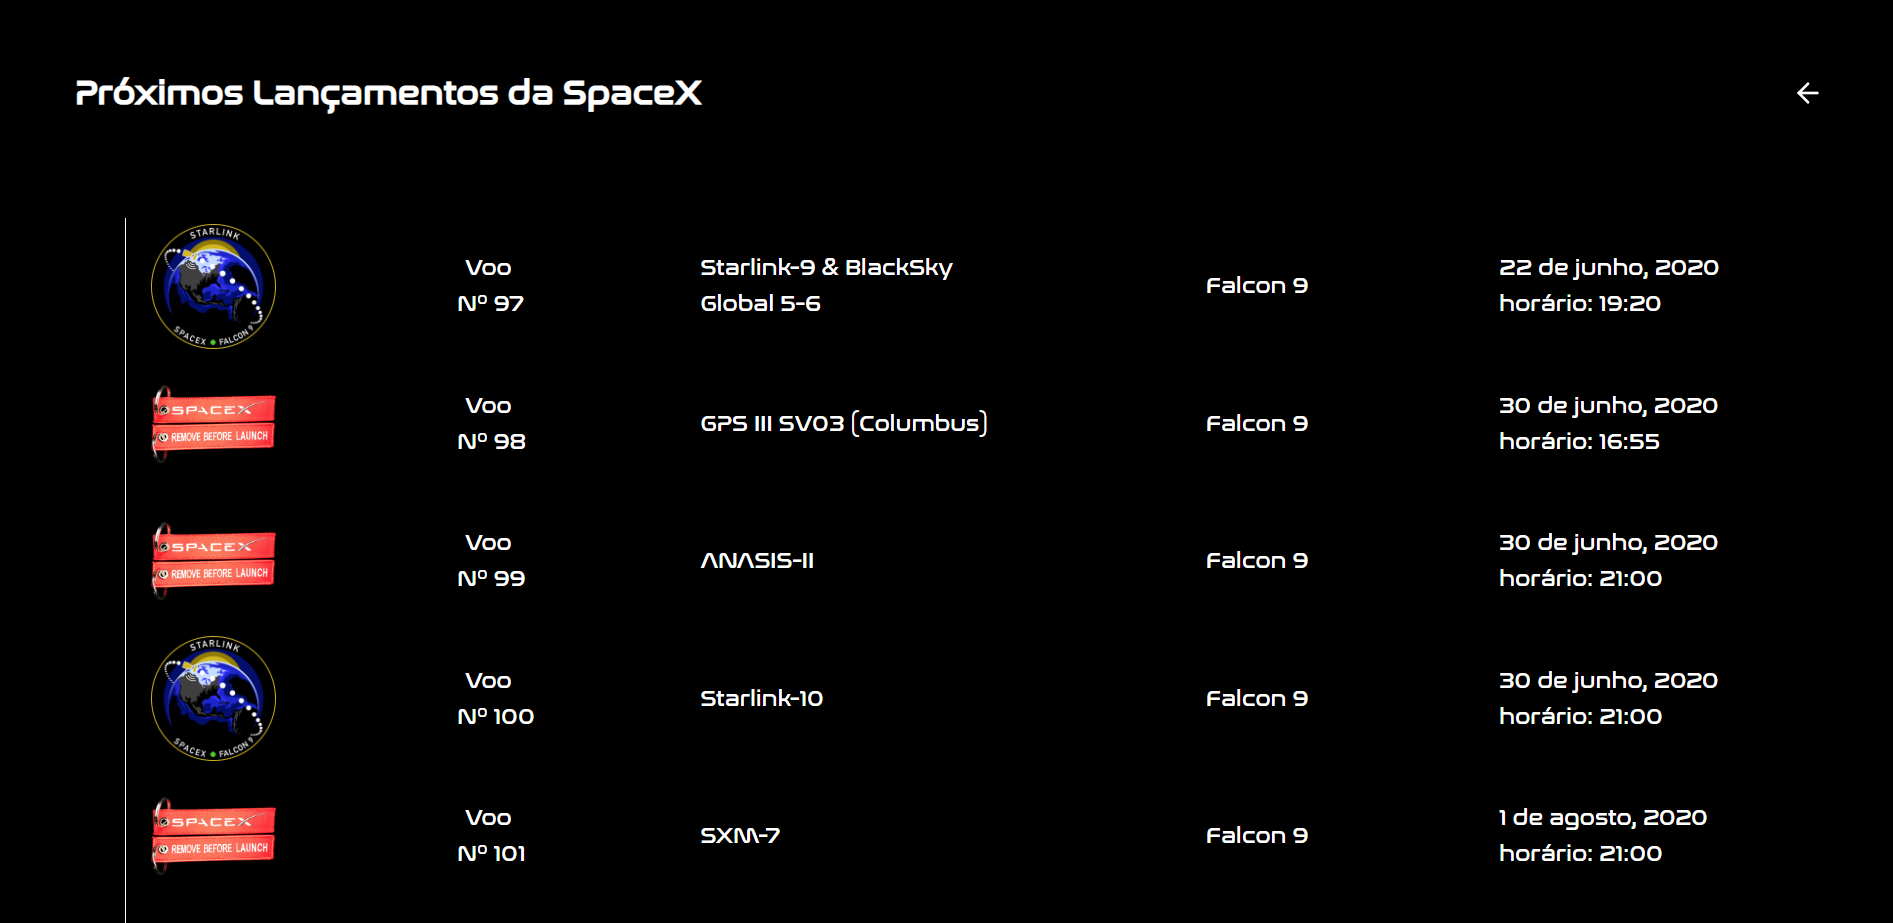 Próximos Lançamentos da SpaceX
STARLINK
SPACEX FALCON 9
Voo
Nº 97
Starlink-9 & BlackSky
Global 5-6
Falcon 9
22 de junho, 2020
horário: 19:20
SPACEX
REMOVE BEFORE LAUNCH
Voo
Nº 98
GPS III SV03 (Columbus)
Falcon 9
30 de junho, 2020
horário: 16:55
SPACEX
REMOVE BEFORE LAUNCH
Voo
Nº 99
ANASIS-II
Falcon 9
30 de junho, 2020
horário: 21:00
STARLINK
SPACEX FALCON 9
Voo
Nº 100
Starlink-10
Falcon 9
30 de junho, 2020
horário: 21:00
SPACEX
REMOVE BEFORE LAUNCH
Voo
Nº 101
SXM-7
Falcon 9
1 de agosto, 2020
horário: 21:00